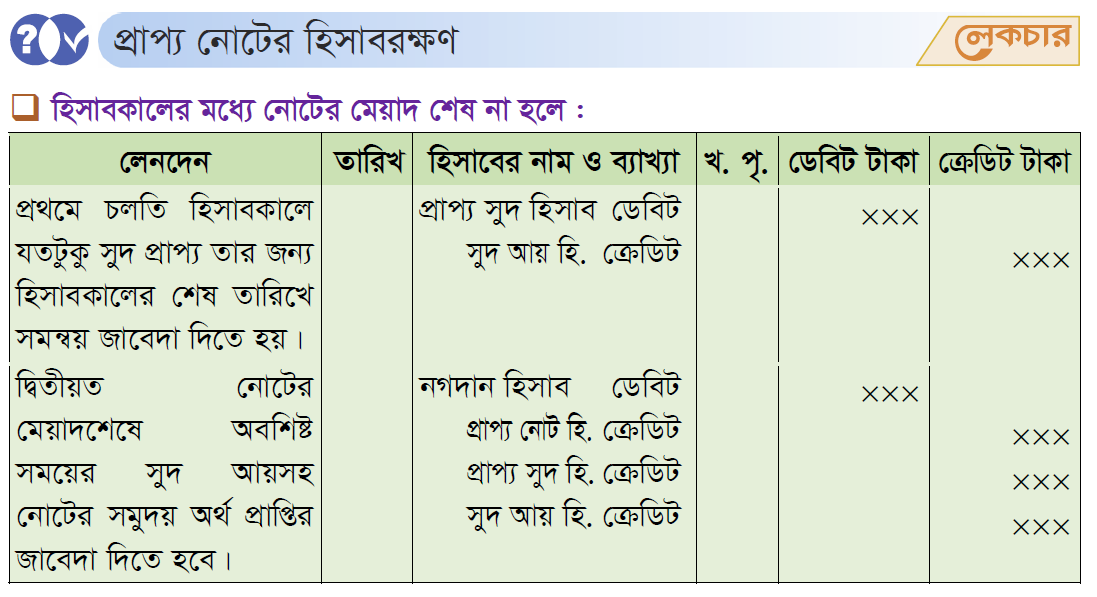 প্রাপ্য নোটের হিসাবরক্ষণ
লেকচার
হিসাবকালের মধ্যে নোটের মেয়াদ শেষ না হলে :
লেনদেন তারিখ হিসাবের নাম ও ব্যাখ্যা খ. পৃ. ডেবিট টাকা ক্রেডিট টাকা
প্রথমে চলতি হিসাবকালে
যতটুকু সুদ প্রাপ্য তার জন্য
হিসাবকালের শেষ তারিখে
সমন্বয় জাবেদা দিতে হয়।
প্রাপ্য সুদ হিসাব ডেবিট
সুদ আয় হি. ক্রেডিট
×××
×××
দ্বিতীয়ত নোটের
মেয়াদশেষে অবশিষ্ট
সময়ের সুদ আয়সহ
নোটের সমুদয় অর্থ প্রাপ্তির
জাবেদা দিতে হবে।
নগদান হিসাব ডেবিট
প্রাপ্য নোট হি. ক্রেডিট
প্রাপ্য সুদ হি. ক্রেডিট
সুদ আয় হি. ক্রেডিট
×××
×××
×××
×××